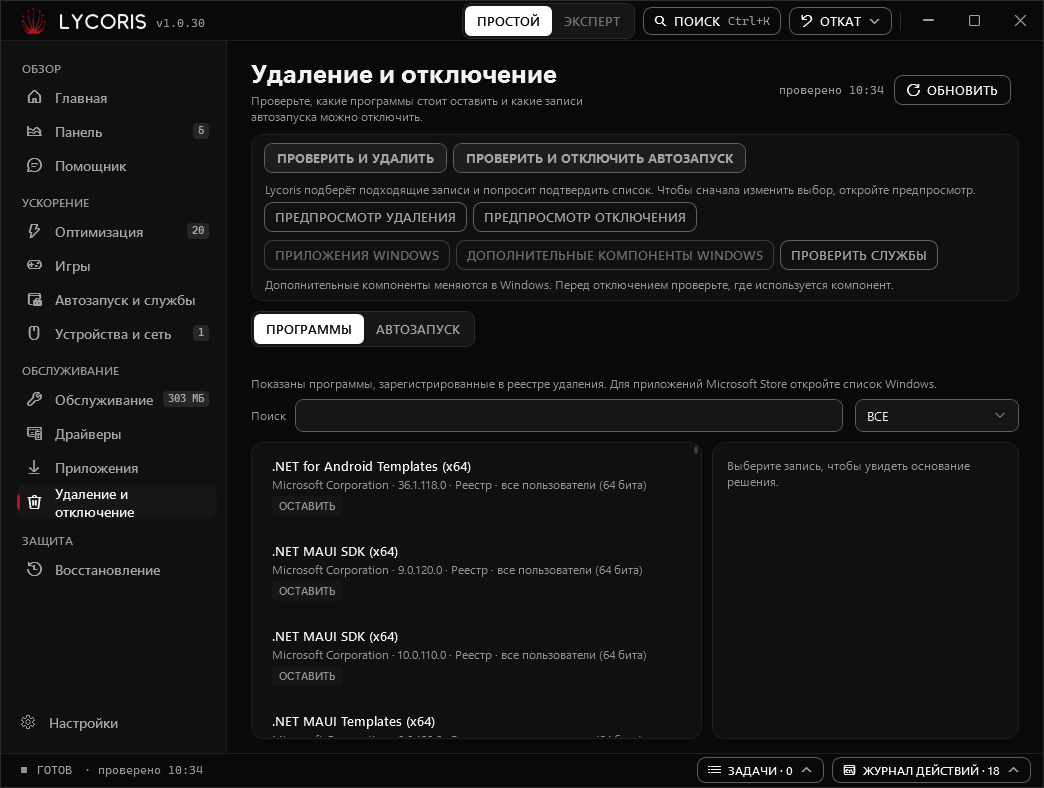 LYCORIS v1.0.30
ПРОСТОЙ ЭКСПЕРТ ПОИСК Ctrl+K ОТКАТ
ОБЗОР
Главная
Панель 6
Помощник
УСКОРЕНИЕ
Оптимизация 20
Игры
Автозапуск и службы
Устройства и сеть 1
ОБСЛУЖИВАНИЕ
Обслуживание 303 МБ
Драйверы
Приложения
Удаление и
отключение
ЗАЩИТА
Восстановление
Настройки
Удаление и отключение
Проверьте, какие программы стоит оставить и какие записи
автозапуска можно отключить.
проверено 10:34 ОБНОВИТЬ
ПРОВЕРИТЬ И УДАЛИТЬ ПРОВЕРИТЬ И ОТКЛЮЧИТЬ АВТОЗАПУСК
Lycoris подберёт подходящие записи и попросит подтвердить список. Чтобы сначала изменить выбор, откройте предпросмотр.
ПРЕДПРОСМОТР УДАЛЕНИЯ ПРЕДПРОСМОТР ОТКЛЮЧЕНИЯ
ПРИЛОЖЕНИЯ WINDOWS ДОПОЛНИТЕЛЬНЫЕ КОМПОНЕНТЫ WINDOWS ПРОВЕРИТЬ СЛУЖБЫ
Дополнительные компоненты меняются в Windows. Перед отключением проверьте, где используется компонент.
ПРОГРАММЫ АВТОЗАПУСК
Показаны программы, зарегистрированные в реестре удаления. Для приложений Microsoft Store откройте список Windows.
Поиск ВСЕ
.NET for Android Templates (x64)
Microsoft Corporation · 36.1.118.0 · Реестр · все пользователи (64 бита)
ОСТАВИТЬ
.NET MAUI SDK (x64)
Microsoft Corporation · 9.0.120.0 · Реестр · все пользователи (64 бита)
ОСТАВИТЬ
.NET MAUI SDK (x64)
Microsoft Corporation · 10.0.110.0 · Реестр · все пользователи (64 бита)
ОСТАВИТЬ
.NET MAUI Templates (x64)
Выберите запись, чтобы увидеть основание
решения.
ГОТОВ · проверено 10:34
ЗАДАЧИ · 0 ЖУРНАЛ ДЕЙСТВИЙ · 18